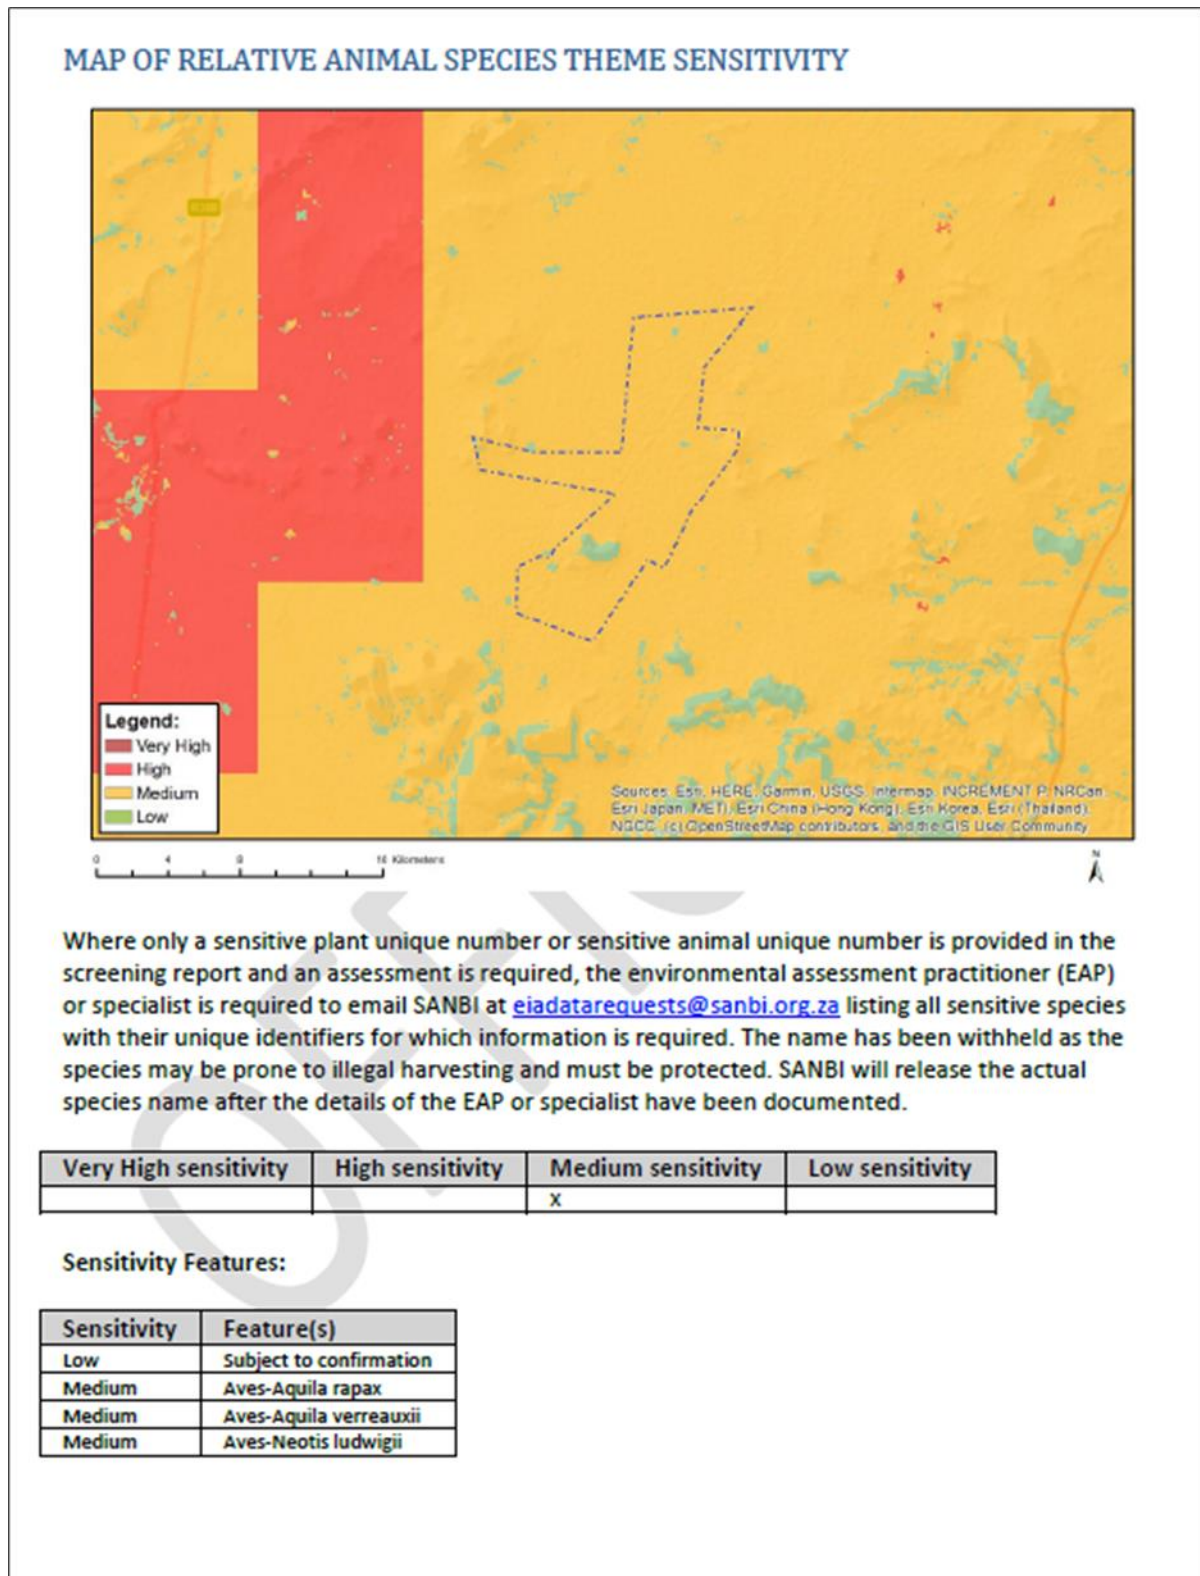 MAP OF RELATIVE ANIMAL SPECIES THEME SENSITIVITY
Legend:
Very High
High
Medium
Low
Sources: Esri, HERE, Garmin, USGS, Intermap, INCREMENT P, NRCan,
Esri Japan, METI, Esri China (Hong Kong), Esri Korea, Esri (Thailand),
NGCC, (c) OpenStreetMap contributors, and the GIS User Community
0 4 8 16 Kilometers
N
Where only a sensitive plant unique number or sensitive animal unique number is provided in the
screening report and an assessment is required, the environmental assessment practitioner (EAP)
or specialist is required to email SANBI at eiadatarequests@sanbi.org.za listing all sensitive species
with their unique identifiers for which information is required. The name has been withheld as the
species may be prone to illegal harvesting and must be protected. SANBI will release the actual
species name after the details of the EAP or specialist have been documented.
Very High sensitivity High sensitivity Medium sensitivity Low sensitivity
X
Sensitivity Features:
Sensitivity Feature(s)
Low Subject to confirmation
Medium Aves-Aquila rapax
Medium Aves-Aquila verreauxii
Medium Aves-Neotis ludwigii